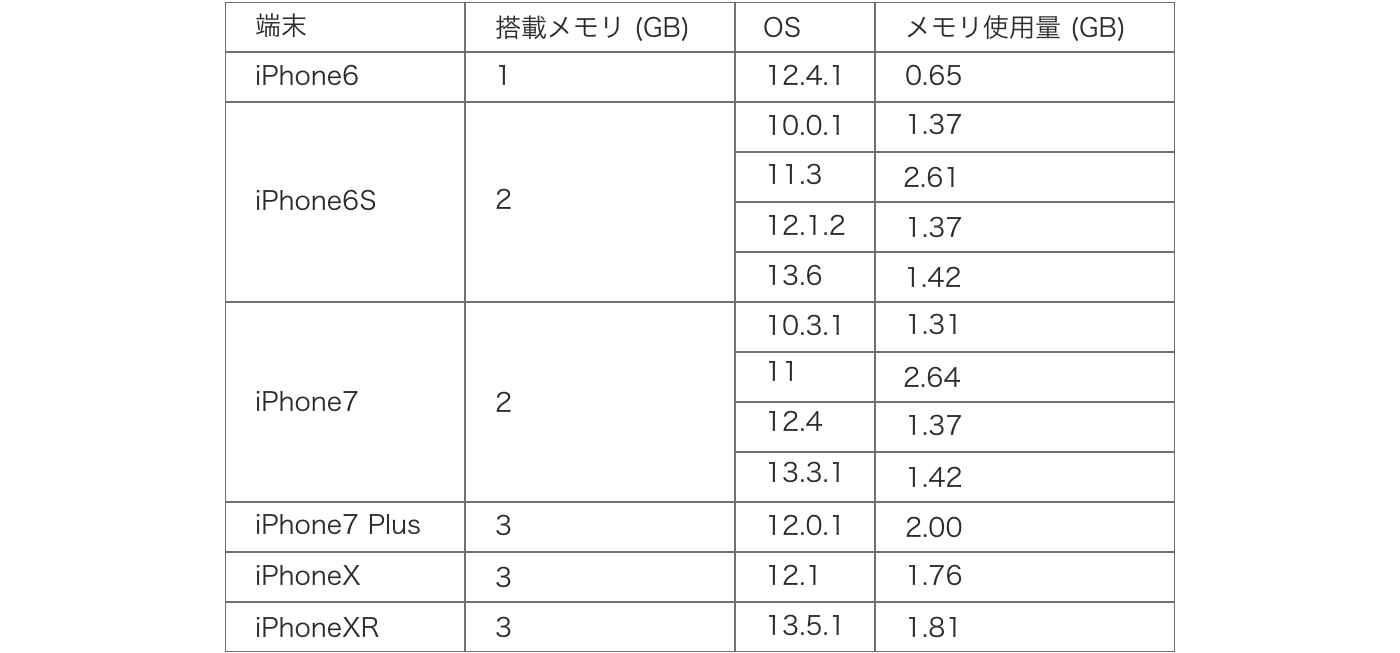 端末 搭載メモリ (GB) OS メモリ使用量 (GB)
iPhone6 1 12.4.1 0.65
iPhone6S 2 10.0.1 1.37
11.3 2.61
12.1.2 1.37
13.6 1.42
iPhone7 2 10.3.1 1.31
11 2.64
12.4 1.37
13.3.1 1.42
iPhone7 Plus 3 12.0.1 2.00
iPhoneX 3 12.1 1.76
iPhoneXR 3 13.5.1 1.81